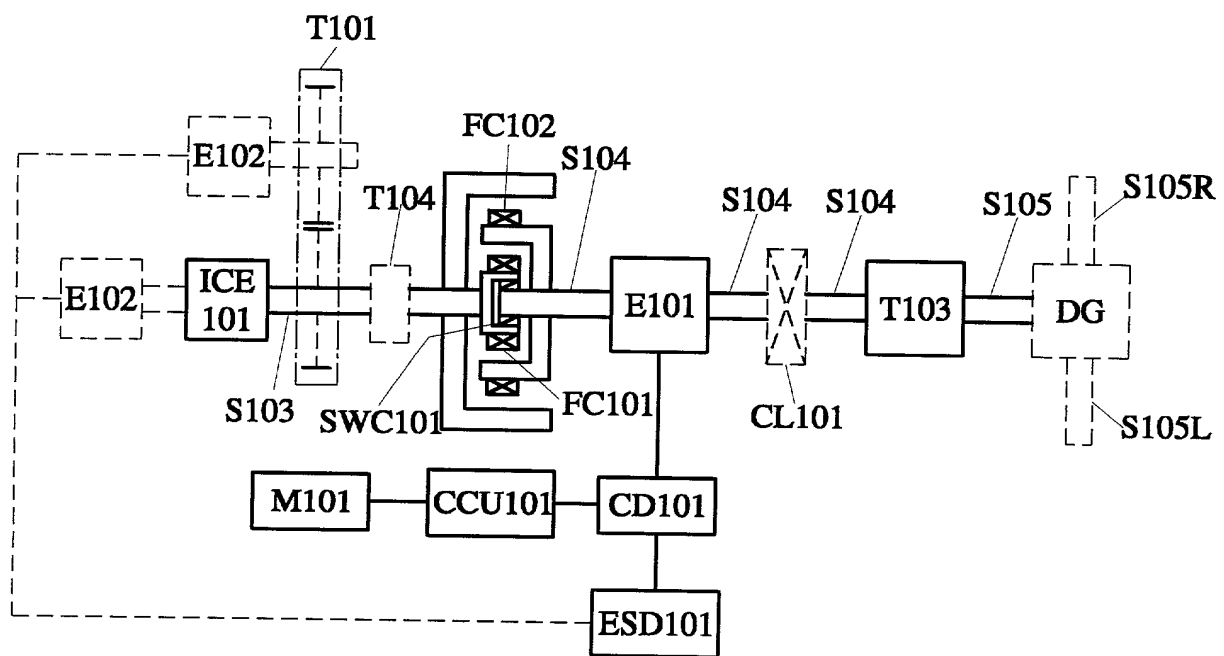 T101
FC102
S104
E102
T104
S104
S104
S105
S105R
E102
ICE
101
E101
T103
DG
S103
SWC101
FC101
CL101
S105L
M101
CCU101
CD101
ESD101